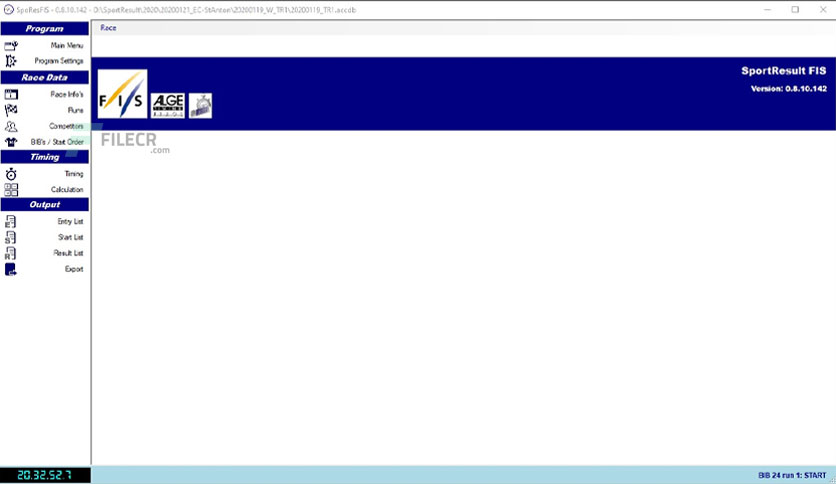 SpoResFIS - 0.8.10.142 - D:\SportResult\2020\20200121_EC-StAnton\20200119_W_TR1\20200119_TR1.accdb
Program
Race
Main Menu
Program Settings
Race Data
SportResult FIS
Version: 0.8.10.142
Race Info's
FIS
ALGE
TIMING
Runs
Competitors
BIB's / Start Order
FILECR
.com
Timing
Timing
Calculation
Output
Entry List
Start List
Result List
Export
20.32.52.7
BIB 24 run 1: START